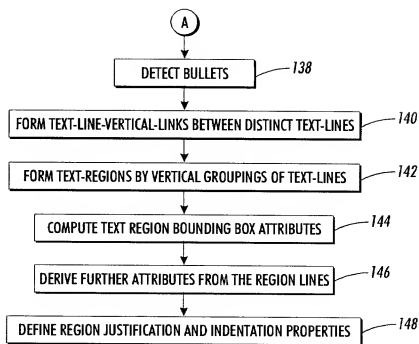 A
DETECT BULLETS 138
FORM TEXT-LINE-VERTICAL-LINKS BETWEEN DISTINCT TEXT-LINES 140
FORM TEXT-REGIONS BY VERTICAL GROUPINGS OF TEXT-LINES 142
COMPUTE TEXT REGION BOUNDING BOX ATTRIBUTES 144
DERIVE FURTHER ATTRIBUTES FROM THE REGION LINES 146
DEFINE REGION JUSTIFICATION AND INDENTATION PROPERTIES 148